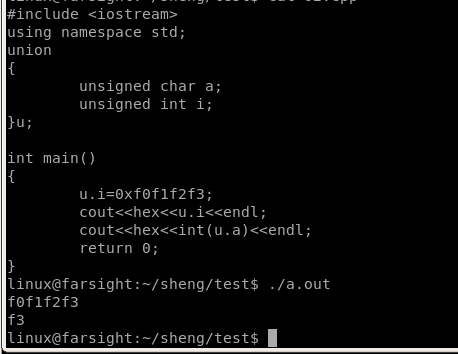 #include <iostream>
using namespace std;
union
{
        unsigned char a;
        unsigned int i;
}u;

int main()
{
        u.i=0xf0f1f2f3;
        cout<<hex<<u.i<<endl;
        cout<<hex<<int(u.a)<<endl;
        return 0;
}
linux@farsight:~/sheng/test$ ./a.out
f0f1f2f3
f3
linux@farsight:~/sheng/test$